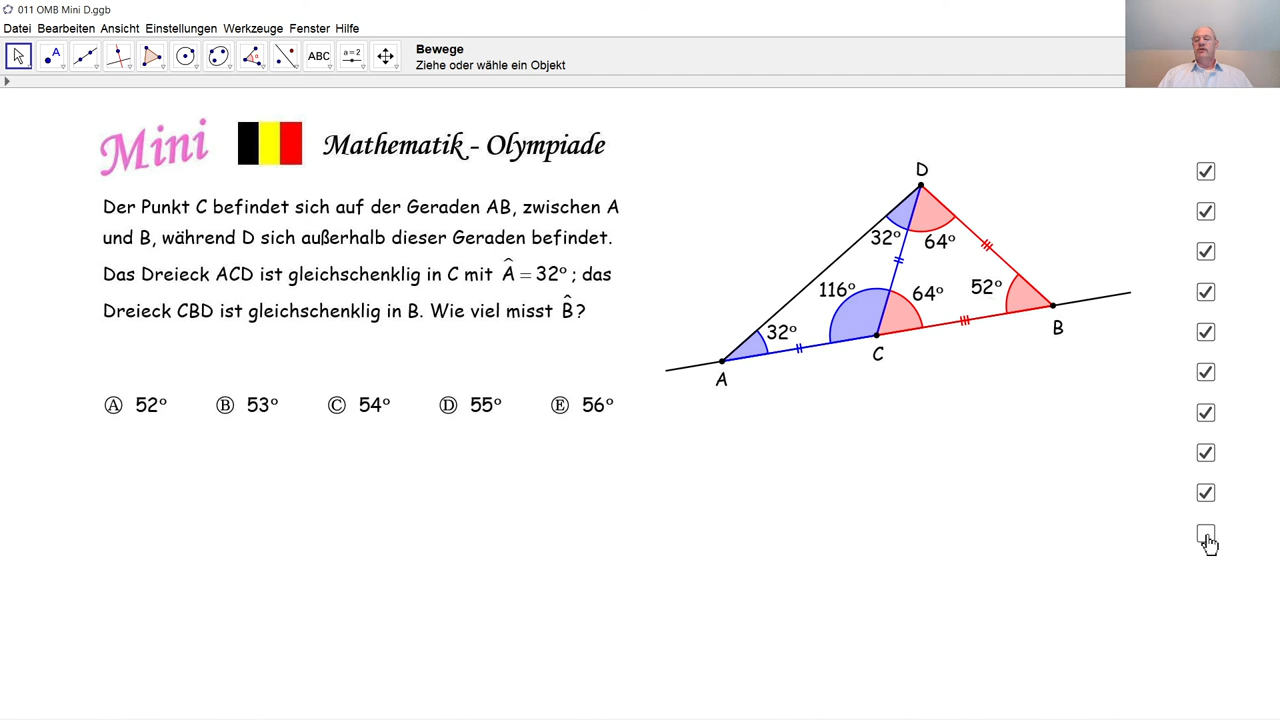 011 OMB Mini D.ggb
Datei Bearbeiten Ansicht Einstellungen Werkzeuge Fenster Hilfe
A
ABC
a=2
Bewege
Ziehe oder wähle ein Objekt
Mini
Mathematik - Olympiade
Der Punkt C befindet sich auf der Geraden AB, zwischen A
und B, während D sich außerhalb dieser Geraden befindet.
Das Dreieck ACD ist gleichschenklig in C mit Â = 32° ; das
Dreieck CBD ist gleichschenklig in B. Wie viel misst B̂ ?
Ⓐ 52° Ⓑ 53° Ⓒ 54° Ⓓ 55° Ⓔ 56°
D
32° 64°
116° 64° 52°
32°
B
C
A